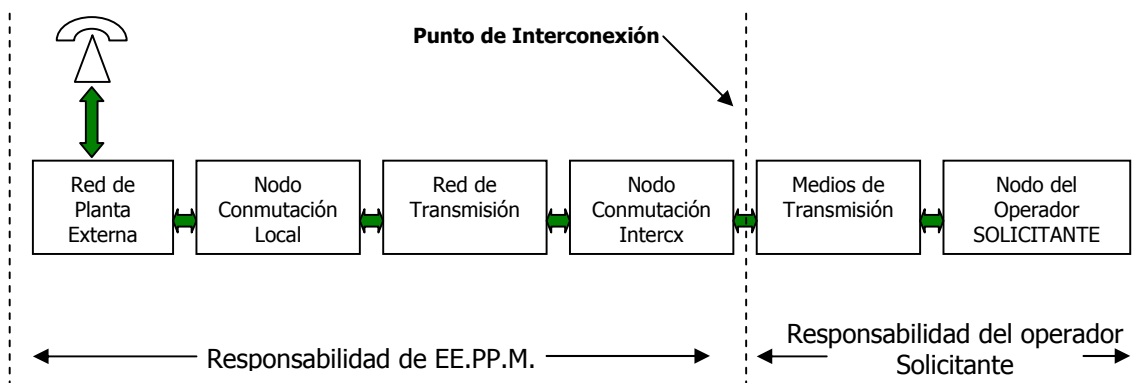 Punto de Interconexión
Red de
Planta
Externa
Nodo
Conmutación
Local
Red de
Transmisión
Nodo
Conmutación
Intercx
Medios de
Transmisión
Nodo del
Operador
SOLICITANTE
Responsabilidad de EE.PP.M.
Responsabilidad del operador
Solicitante